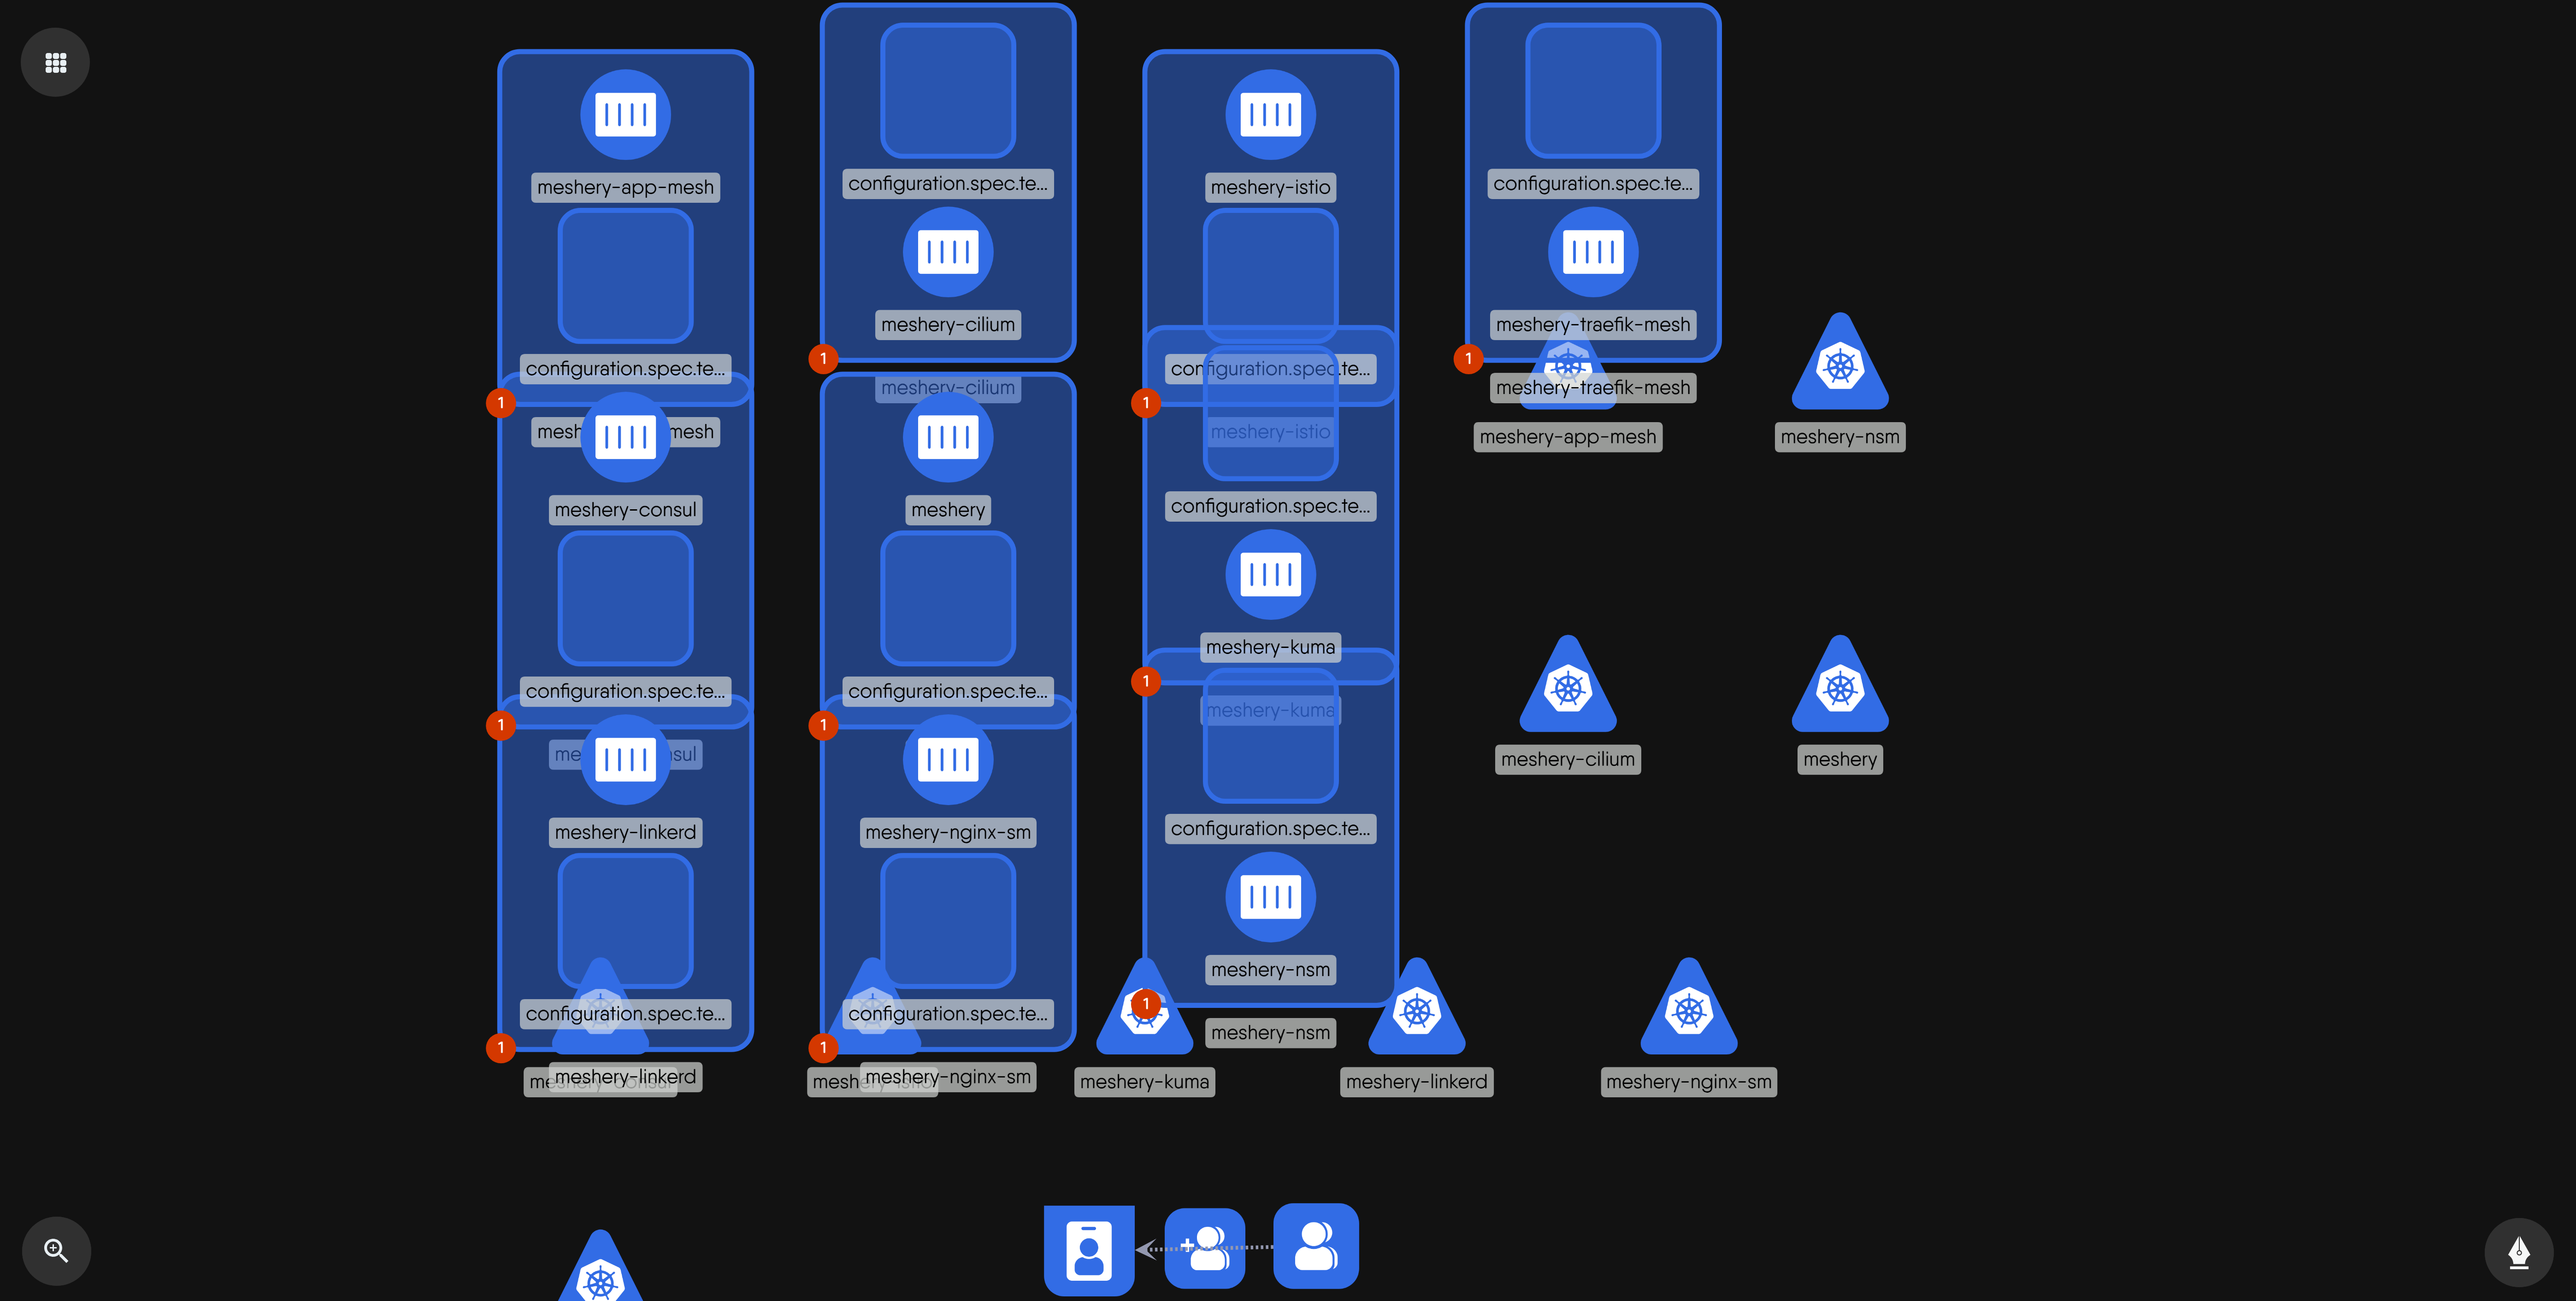 meshery-app-mesh
configuration.spec.te...
1
mesh mesh
meshery-consul
configuration.spec.te...
1
me sul
meshery-linkerd
configuration.spec.te...
1
meshery-consul
meshery-linkerd
configuration.spec.te...
meshery-cilium
1
meshery-cilium
meshery
configuration.spec.te...
1
meshery-nginx-sm
configuration.spec.te...
1
meshery-istio
meshery-nginx-sm
meshery-istio
configuration.spec.te...
1
meshery-istio
configuration.spec.te...
meshery-kuma
1
meshery-kuma
configuration.spec.te...
meshery-nsm
1
meshery-nsm
configuration.spec.te...
meshery-traefik-mesh
1
meshery-traefik-mesh
meshery-app-mesh
meshery-nsm
meshery-cilium
meshery
meshery-kuma
meshery-linkerd
meshery-nginx-sm